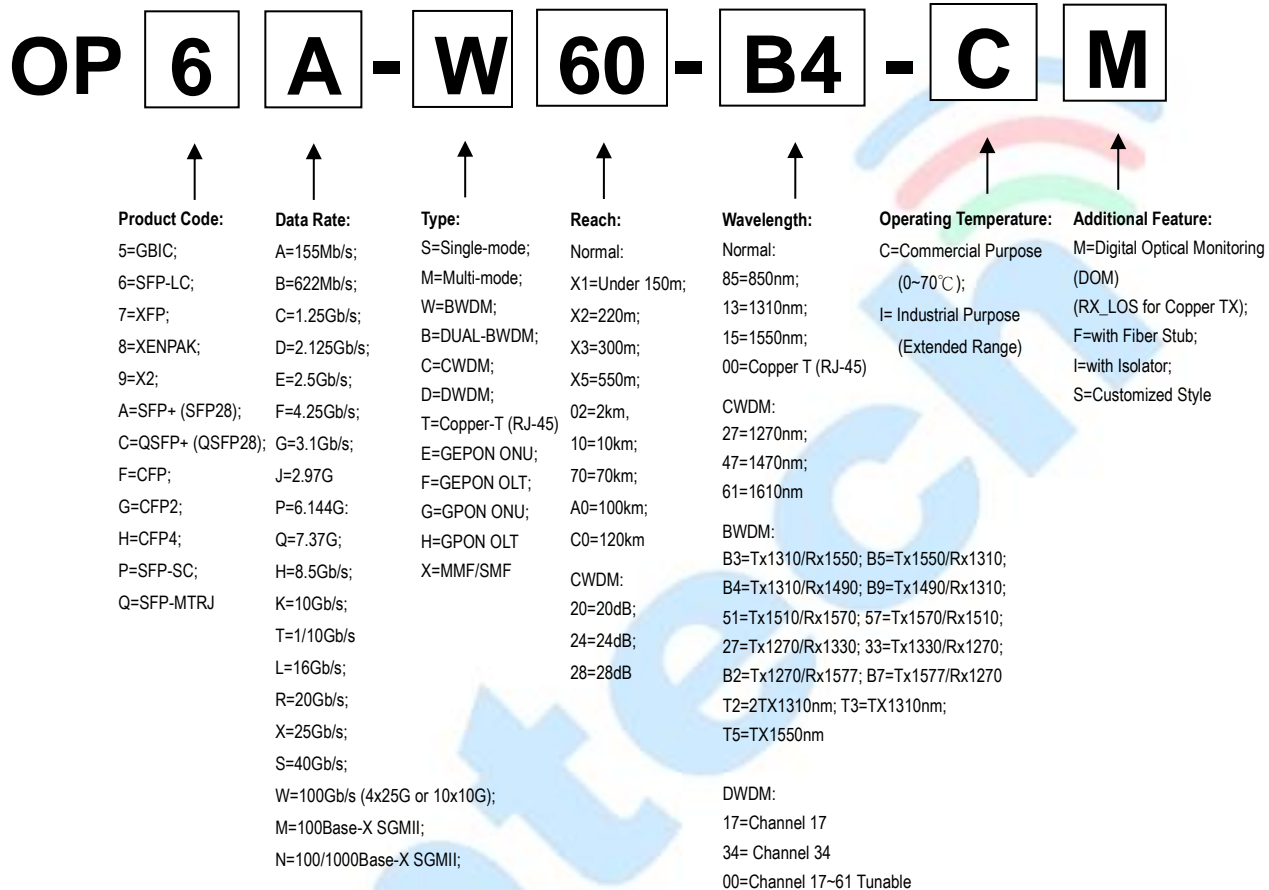 OP 6 A - W 60 - B4 - C M
Product Code:
5=GBIC;
6=SFP-LC;
7=XFP;
8=XENPAK;
9=X2;
A=SFP+ (SFP28);
C=QSFP+ (QSFP28);
F=CFP;
G=CFP2;
H=CFP4;
P=SFP-SC;
Q=SFP-MTRJ
Data Rate:
A=155Mb/s;
B=622Mb/s;
C=1.25Gb/s;
D=2.125Gb/s;
E=2.5Gb/s;
F=4.25Gb/s;
G=3.1Gb/s;
J=2.97G
P=6.144G:
Q=7.37G;
H=8.5Gb/s;
K=10Gb/s;
T=1/10Gb/s
L=16Gb/s;
R=20Gb/s;
X=25Gb/s;
S=40Gb/s;
W=100Gb/s (4x25G or 10x10G);
M=100Base-X SGMII;
N=100/1000Base-X SGMII;
Type:
S=Single-mode;
M=Multi-mode;
W=BWDM;
B=DUAL-BWDM;
C=CWDM;
D=DWDM;
T=Copper-T (RJ-45)
E=GEPON ONU;
F=GEPON OLT;
G=GPON ONU;
H=GPON OLT
X=MMF/SMF
Reach:
Normal:
X1=Under 150m;
X2=220m;
X3=300m;
X5=550m;
02=2km,
10=10km;
70=70km;
A0=100km;
C0=120km
CWDM:
20=20dB;
24=24dB;
28=28dB
Wavelength:
Normal:
85=850nm;
13=1310nm;
15=1550nm;
00=Copper T (RJ-45)
CWDM:
27=1270nm;
47=1470nm;
61=1610nm
BWDM:
B3=Tx1310/Rx1550; B5=Tx1550/Rx1310;
B4=Tx1310/Rx1490; B9=Tx1490/Rx1310;
51=Tx1510/Rx1570; 57=Tx1570/Rx1510;
27=Tx1270/Rx1330; 33=Tx1330/Rx1270;
B2=Tx1270/Rx1577; B7=Tx1577/Rx1270
T2=2TX1310nm; T3=TX1310nm;
T5=TX1550nm
DWDM:
17=Channel 17
34= Channel 34
00=Channel 17~61 Tunable
Operating Temperature:
C=Commercial Purpose
(0~70℃);
I= Industrial Purpose
(Extended Range)
Additional Feature:
M=Digital Optical Monitoring
(DOM)
(RX_LOS for Copper TX);
F=with Fiber Stub;
I=with Isolator;
S=Customized Style